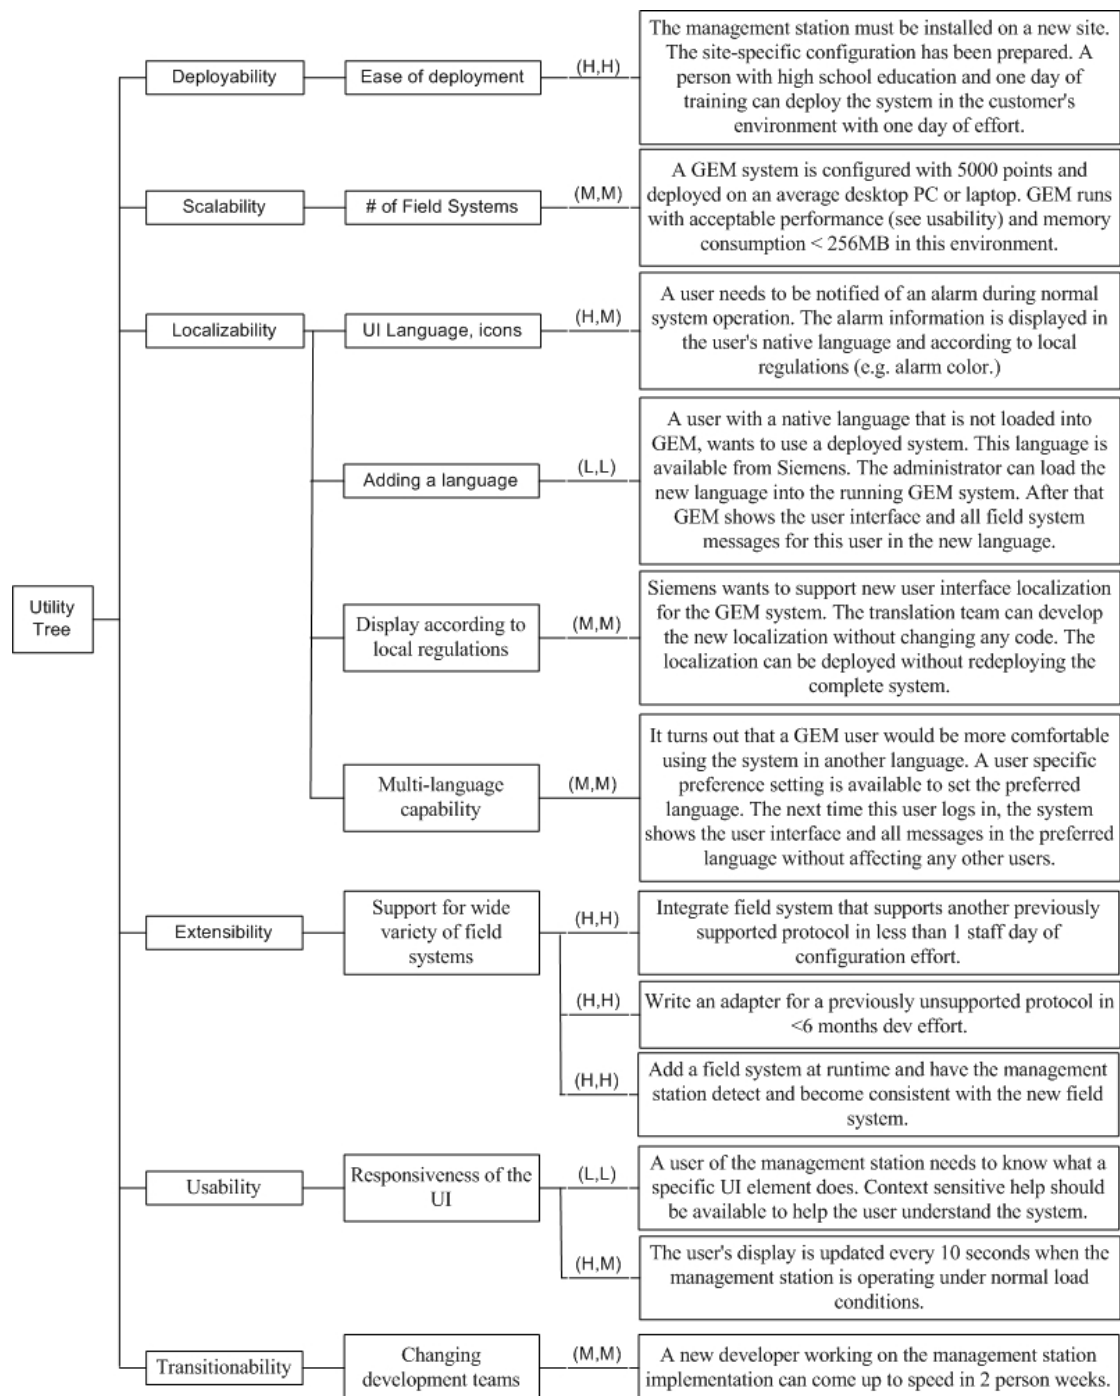 Utility
Tree
Deployability
Ease of deployment
(H,H)
The management station must be installed on a new site.
The site-specific configuration has been prepared. A
person with high school education and one day of
training can deploy the system in the customer's
environment with one day of effort.
Scalability
# of Field Systems
(M,M)
A GEM system is configured with 5000 points and
deployed on an average desktop PC or laptop. GEM runs
with acceptable performance (see usability) and memory
consumption < 256MB in this environment.
Localizability
UI Language, icons
(H,M)
A user needs to be notified of an alarm during normal
system operation. The alarm information is displayed in
the user's native language and according to local
regulations (e.g. alarm color.)
Adding a language
(L,L)
A user with a native language that is not loaded into
GEM, wants to use a deployed system. This language is
available from Siemens. The administrator can load the
new language into the running GEM system. After that
GEM shows the user interface and all field system
messages for this user in the new language.
Display according to
local regulations
(M,M)
Siemens wants to support new user interface localization
for the GEM system. The translation team can develop
the new localization without changing any code. The
localization can be deployed without redeploying the
complete system.
Multi-language
capability
(M,M)
It turns out that a GEM user would be more comfortable
using the system in another language. A user specific
preference setting is available to set the preferred
language. The next time this user logs in, the system
shows the user interface and all messages in the preferred
language without affecting any other users.
Extensibility
Support for wide
variety of field
systems
(H,H)
Integrate field system that supports another previously
supported protocol in less than 1 staff day of
configuration effort.
(H,H)
Write an adapter for a previously unsupported protocol in
<6 months dev effort.
(H,H)
Add a field system at runtime and have the management
station detect and become consistent with the new field
system.
Usability
Responsiveness of the
UI
(L,L)
A user of the management station needs to know what a
specific UI element does. Context sensitive help should
be available to help the user understand the system.
(H,M)
The user's display is updated every 10 seconds when the
management station is operating under normal load
conditions.
Transitionability
Changing
development teams
(M,M)
A new developer working on the management station
implementation can come up to speed in 2 person weeks.